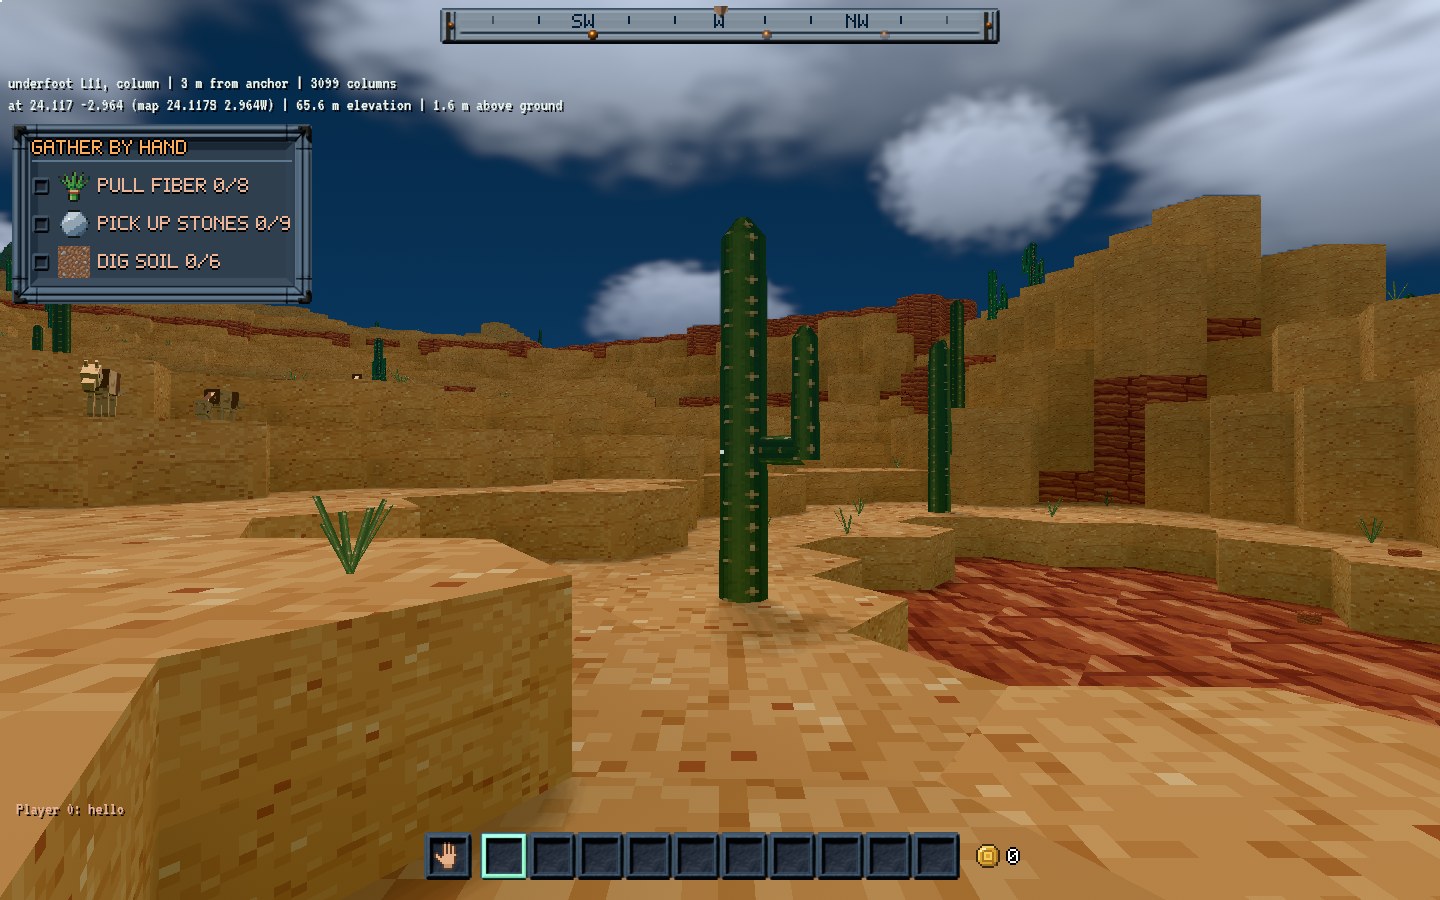 SW W NW
underfoot L11, column | 3 m from anchor | 3099 columns
at 24.117 -2.964 (map 24.117S 2.964W) | 65.6 m elevation | 1.6 m above ground
GATHER BY HAND
PULL FIBER 0/8
PICK UP STONES 0/9
DIG SOIL 0/6
Player 0: hello
0